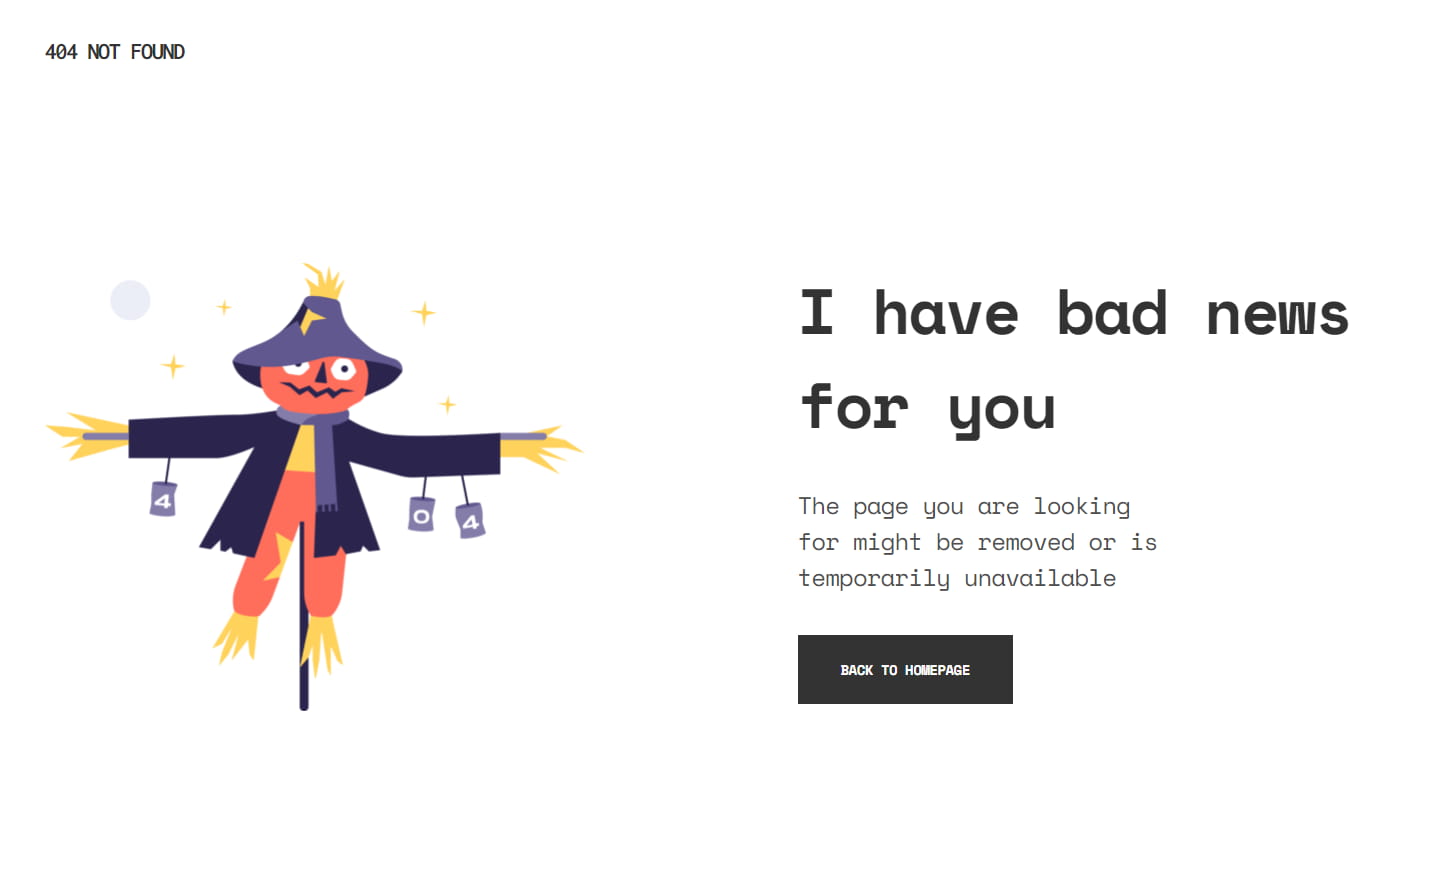 404 NOT FOUND
4
0
4
I have bad news
for you
The page you are looking
for might be removed or is
temporarily unavailable
BACK TO HOMEPAGE